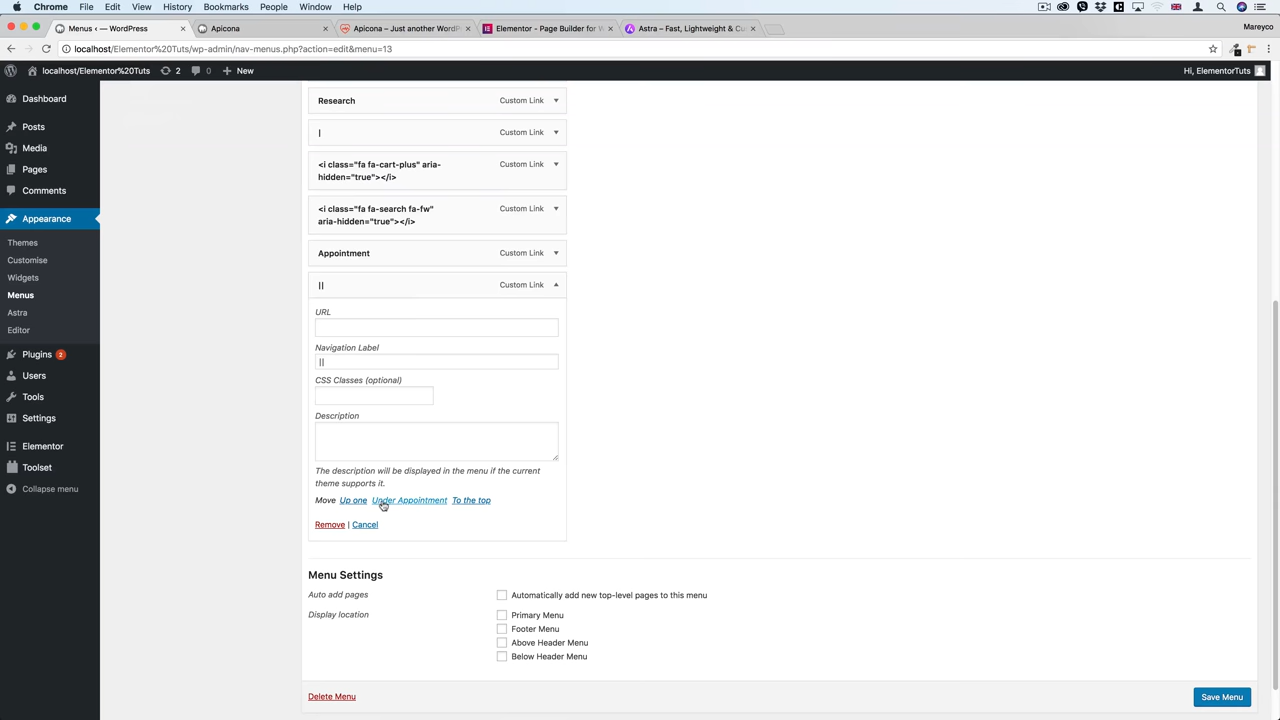 Chrome File Edit View History Bookmarks People Window Help
Menus ‹ — WordPress
Apicona
Apicona – Just another WordPr
Elementor - Page Builder for W
Astra – Fast, Lightweight & Cu
Mareyco
localhost/Elementor%20Tuts/wp-admin/nav-menus.php?action=edit&menu=13
localhost/Elementor%20Tuts 2 0 New
Hi, ElementorTuts
Dashboard
Posts
Media
Pages
Comments
Appearance
Themes
Customise
Widgets
Menus
Astra
Editor
Plugins 2
Users
Tools
Settings
Elementor
Toolset
Collapse menu
Research Custom Link
| Custom Link
<i class="fa fa-cart-plus" aria- Custom Link
hidden="true"></i>
<i class="fa fa-search fa-fw" Custom Link
aria-hidden="true"></i>
Appointment Custom Link
|| Custom Link
URL
Navigation Label
||
CSS Classes (optional)
Description
The description will be displayed in the menu if the current
theme supports it.
Move Up one Under Appointment To the top
Remove | Cancel
Menu Settings
Auto add pages Automatically add new top-level pages to this menu
Display location Primary Menu
Footer Menu
Above Header Menu
Below Header Menu
Delete Menu Save Menu